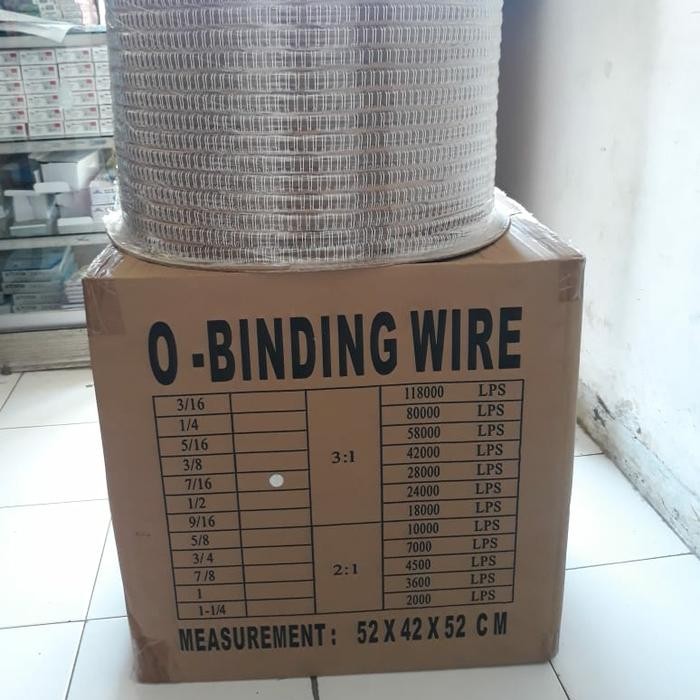 O-BINDING WIRE
3/16 118000 LPS
1/4 80000 LPS
5/16 58000 LPS
3/8 3:1 42000 LPS
7/16 28000 LPS
1/2 24000 LPS
9/16 18000 LPS
5/8 10000 LPS
3/4 7000 LPS
7/8 2:1 4500 LPS
1 3600 LPS
1-1/4 2000 LPS
MEASUREMENT: 52 X 42 X 52 CM